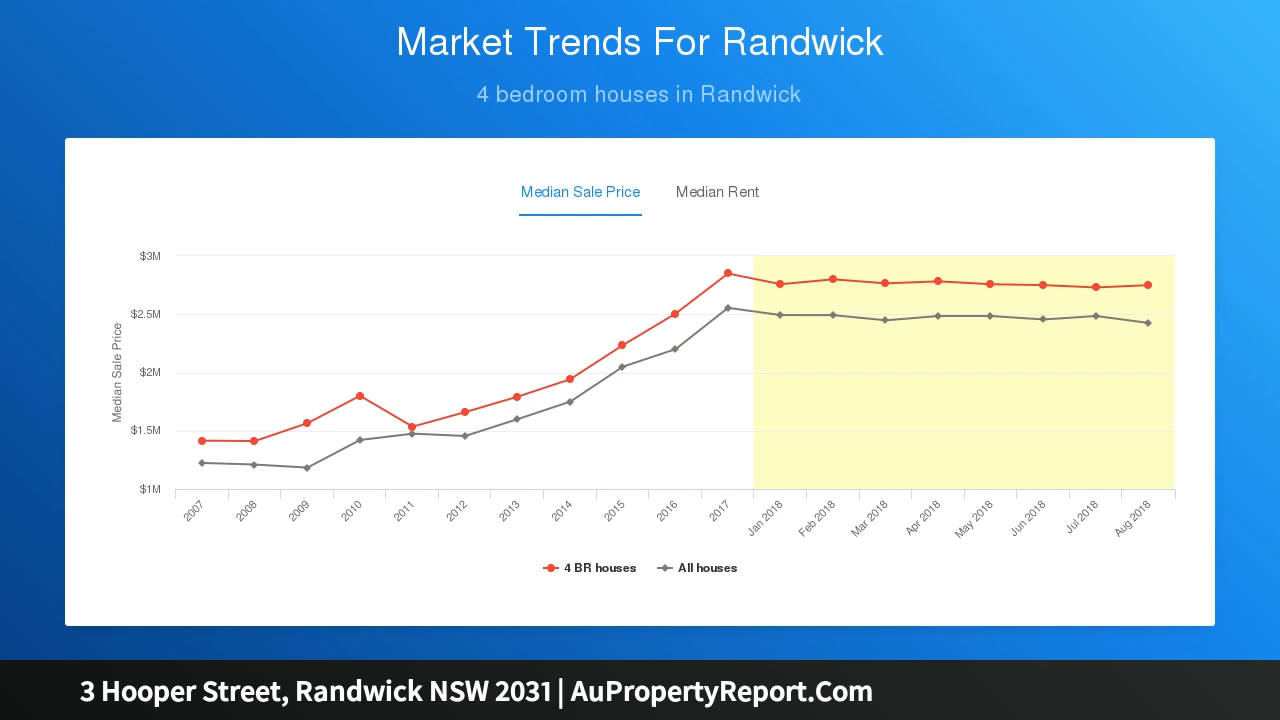 Market Trends For Randwick
4 bedroom houses in Randwick
Median Sale Price Median Rent
Median Sale Price
$3M
$2.5M
$2M
$1.5M
$1M
2007 2008 2009 2010 2011 2012 2013 2014 2015 2016 2017 Jan 2018 Feb 2018 Mar 2018 Apr 2018 May 2018 Jun 2018 Jul 2018 Aug 2018
4 BR houses All houses
3 Hooper Street, Randwick NSW 2031 | AuPropertyReport.Com